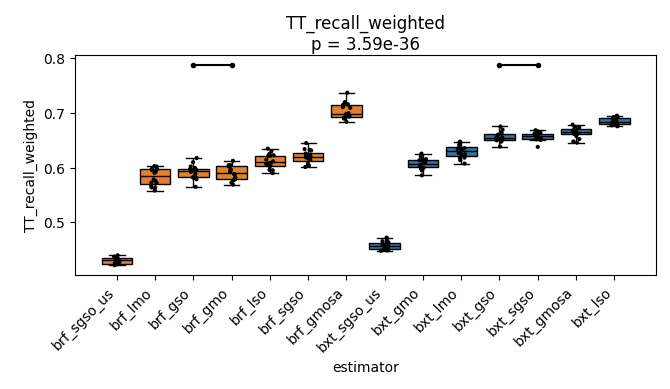 TT_recall_weighted
p = 3.59e-36
TT_recall_weighted
0.8
0.7
0.6
0.5
brf_sgso_us
brf_lmo
brf_gso
brf_gmo
brf_lso
brf_sgso
brf_gmosa
bxt_sgso_us
bxt_gmo
bxt_lmo
bxt_gso
bxt_sgso
bxt_gmosa
bxt_lso
estimator